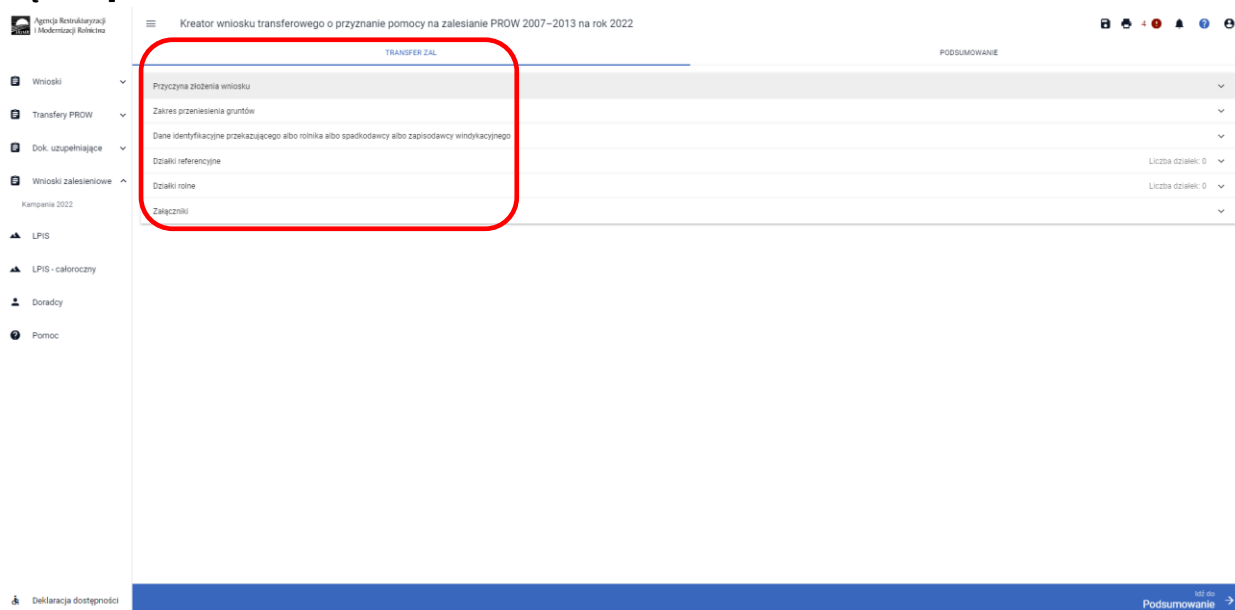 Agencja Restrukturyzacji
i Modernizacji Rolnictwa
Kreator wniosku transferowego o przyznanie pomocy na zalesianie PROW 2007–2013 na rok 2022
4
TRANSFER ZAL
PODSUMOWANIE
Wnioski
Transfery PROW
Dok. uzupełniające
Wnioski zalesieniowe
Kampania 2022
LPIS
LPIS - całoroczny
Doradcy
Pomoc
Przyczyna złożenia wniosku
Zakres przeniesienia gruntów
Dane identyfikacyjne przekazującego albo rolnika albo spadkodawcy albo zapisodawcy windykacyjnego
Działki referencyjne
Liczba działek: 0
Działki rolne
Liczba działek: 0
Załączniki
Deklaracja dostępności
Idź do
Podsumowanie